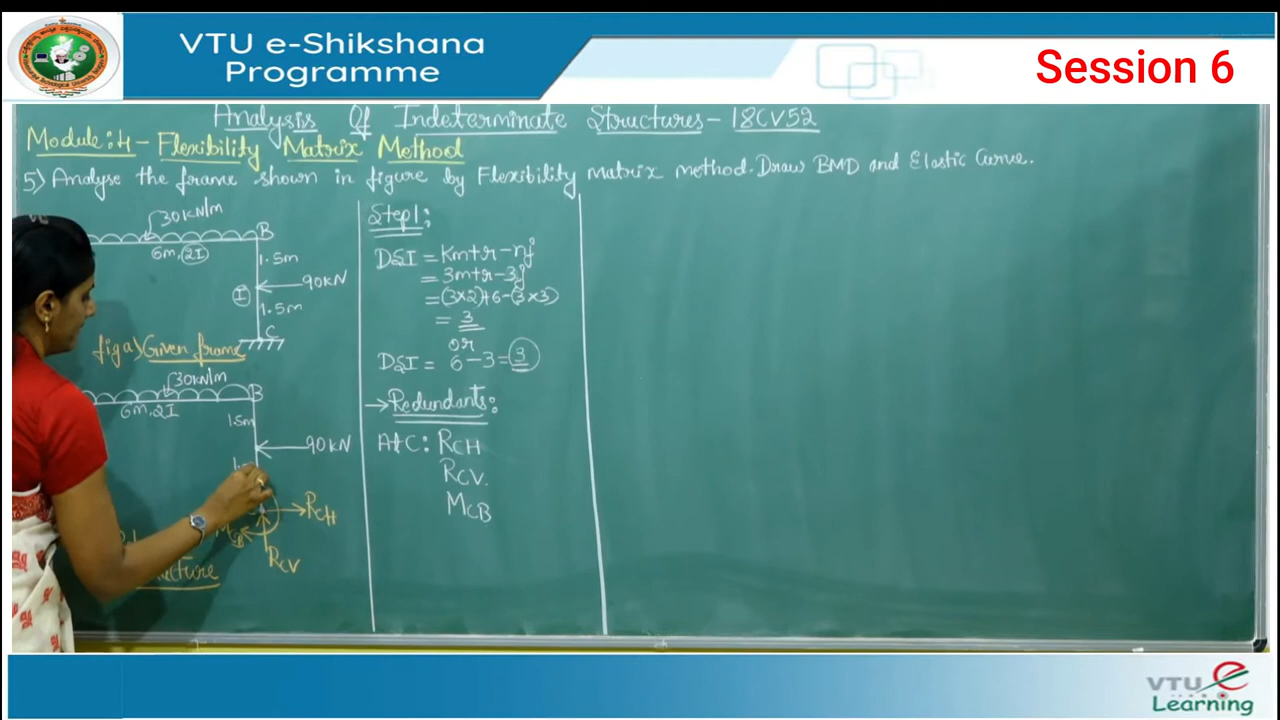 VTU e-Shikshana
Programme
Session 6
Analysis Of Indeterminate Structures - 18CV52
Module:4 - Flexibility Matrix Method
5) Analyse the frame shown in figure by Flexibility matrix method. Draw BMD and Elastic Curve.
30kN/m
B
6m, 2I
1.5m
90kN
I
1.5m
C
fig a) Given frame
30kN/m
B
6m, 2I
1.5m
90kN
RCH
MCB
RCV
Step1:
DSI = Km+r-nj
= 3m+r-3j
= (3×2)+6-(3×3)
= 3
or
DSI = 6-3=3
→ Redundants:
At C: RCH
RCV.
MCB
VTU e
Learning